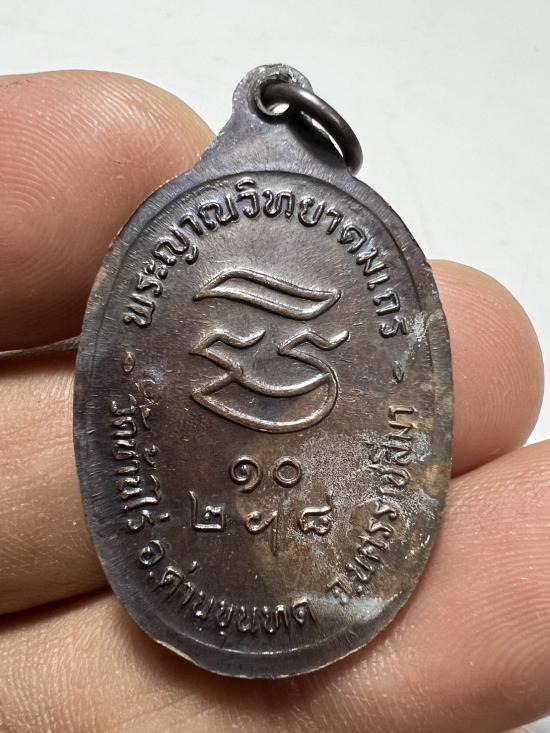 พระญาณวิทยาคมเถร
๑๐
๒ ฯ ๘
วัดบ้านไร่ อ.ด่านขุนทด จ.นครราชสีมา